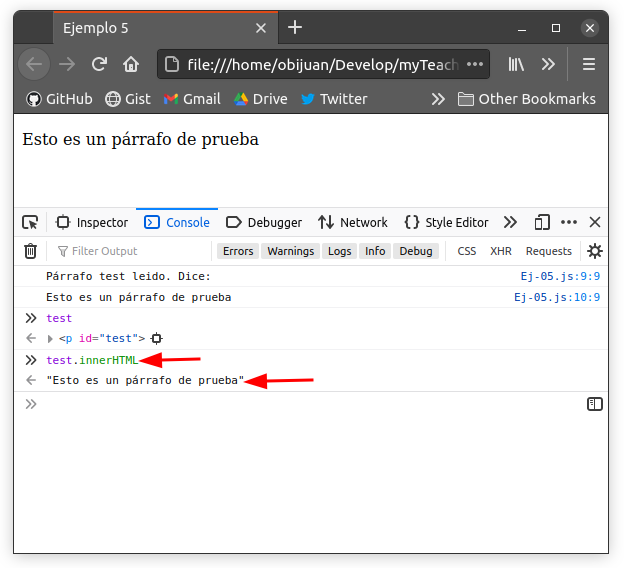 Ejemplo 5
file:///home/obijuan/Develop/myTeach
GitHub Gist Gmail Drive Twitter Other Bookmarks
Esto es un párrafo de prueba
Inspector Console Debugger Network Style Editor
Filter Output Errors Warnings Logs Info Debug CSS XHR Requests
Párrafo test leido. Dice: Ej-05.js:9:9
Esto es un párrafo de prueba Ej-05.js:10:9
test
<p id="test">
test.innerHTML
"Esto es un párrafo de prueba"